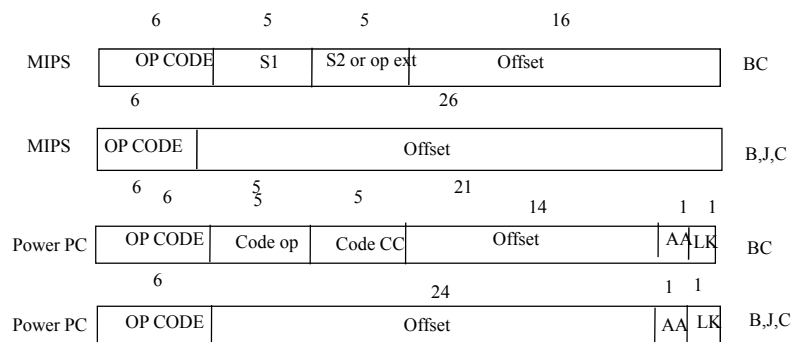 6 5 5 16
MIPS OP CODE S1 S2 or op ext Offset BC
6 26
MIPS OP CODE Offset B,J,C
6 5 21
6 5 5 14 1 1
Power PC OP CODE Code op Code CC Offset AA LK BC
6 24 1 1
Power PC OP CODE Offset AA LK B,J,C